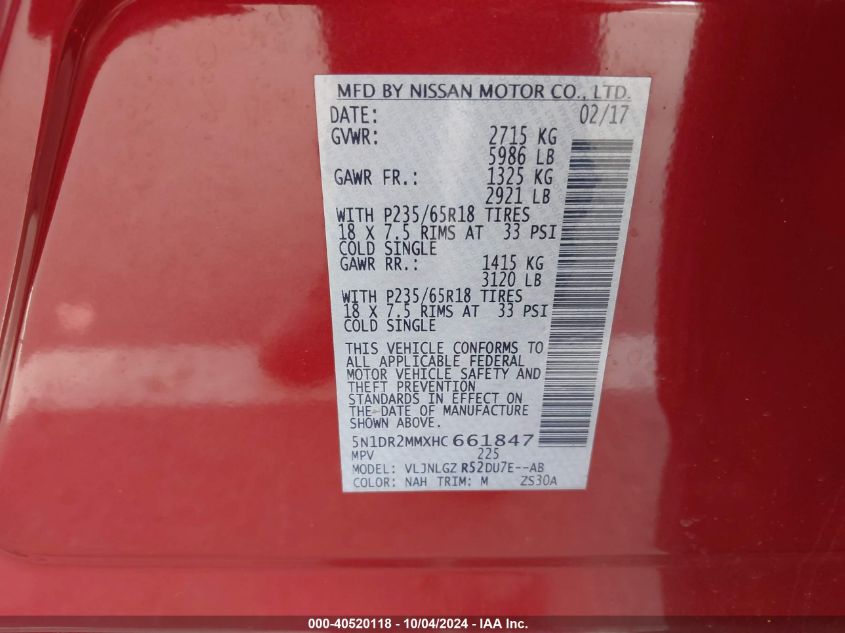 MFD BY NISSAN MOTOR CO., LTD.
DATE: 02/17
GVWR: 2715 KG
5986 LB
GAWR FR.: 1325 KG
2921 LB
WITH P235/65R18 TIRES
18 X 7.5 RIMS AT 33 PSI
COLD SINGLE
GAWR RR.: 1415 KG
3120 LB
WITH P235/65R18 TIRES
18 X 7.5 RIMS AT 33 PSI
COLD SINGLE
THIS VEHICLE CONFORMS TO
ALL APPLICABLE FEDERAL
MOTOR VEHICLE SAFETY AND
THEFT PREVENTION
STANDARDS IN EFFECT ON
THE-DATE OF MANUFACTURE
SHOWN ABOVE.
5N1DR2MMXHC 661847
MPV 225
MODEL: VLJNLGZ R52DU7E--AB
COLOR: NAH TRIM: M ZS30A
000-40520118 - 10/04/2024 - IAA Inc.